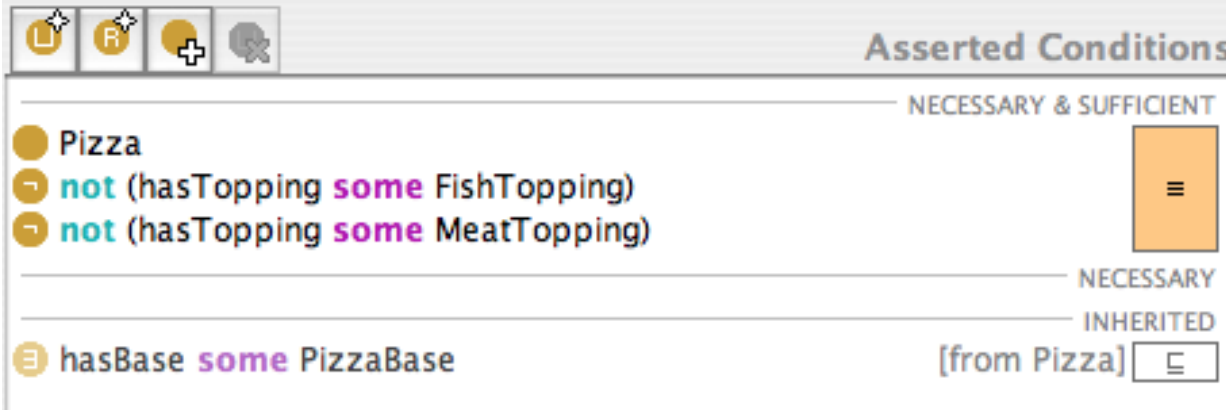 Asserted Conditions
NECESSARY & SUFFICIENT
Pizza
≡
¬ not (hasTopping some FishTopping)
¬ not (hasTopping some MeatTopping)
NECESSARY
INHERITED
∃ hasBase some PizzaBase [from Pizza] ⊑